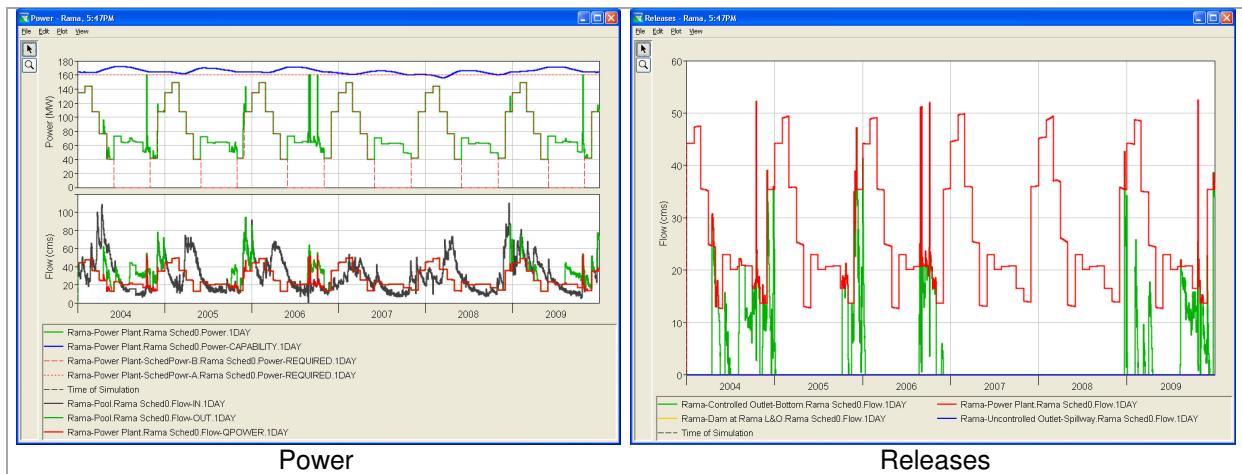 Power - Rama, 5:47PM
File Edit Plot View
180
160
140
120
100
80
60
40
20
0
Power (MW)
100
80
60
40
20
0
Flow (cms)
2004 2005 2006 2007 2008 2009
Rama-Power Plant.Rama Sched0.Power.1DAY
Rama-Power Plant.Rama Sched0.Power-CAPABILITY.1DAY
Rama-Power Plant-SchedPowr-B.Rama Sched0.Power-REQUIRED.1DAY
Rama-Power Plant-SchedPowr-A.Rama Sched0.Power-REQUIRED.1DAY
Time of Simulation
Rama-Pool.Rama Sched0.Flow-IN.1DAY
Rama-Pool.Rama Sched0.Flow-OUT.1DAY
Rama-Power Plant.Rama Sched0.Flow-QPOWER.1DAY
Power
Releases - Rama, 5:47PM
File Edit Plot View
60
50
40
30
20
10
0
Flow (cms)
2004 2005 2006 2007 2008 2009
Rama-Controlled Outlet-Bottom.Rama Sched0.Flow.1DAY Rama-Power Plant.Rama Sched0.Flow.1DAY
Rama-Dam at Rama L&O.Rama Sched0.Flow.1DAY Rama-Uncontrolled Outlet-Spillway.Rama Sched0.Flow.1DAY
Time of Simulation
Releases